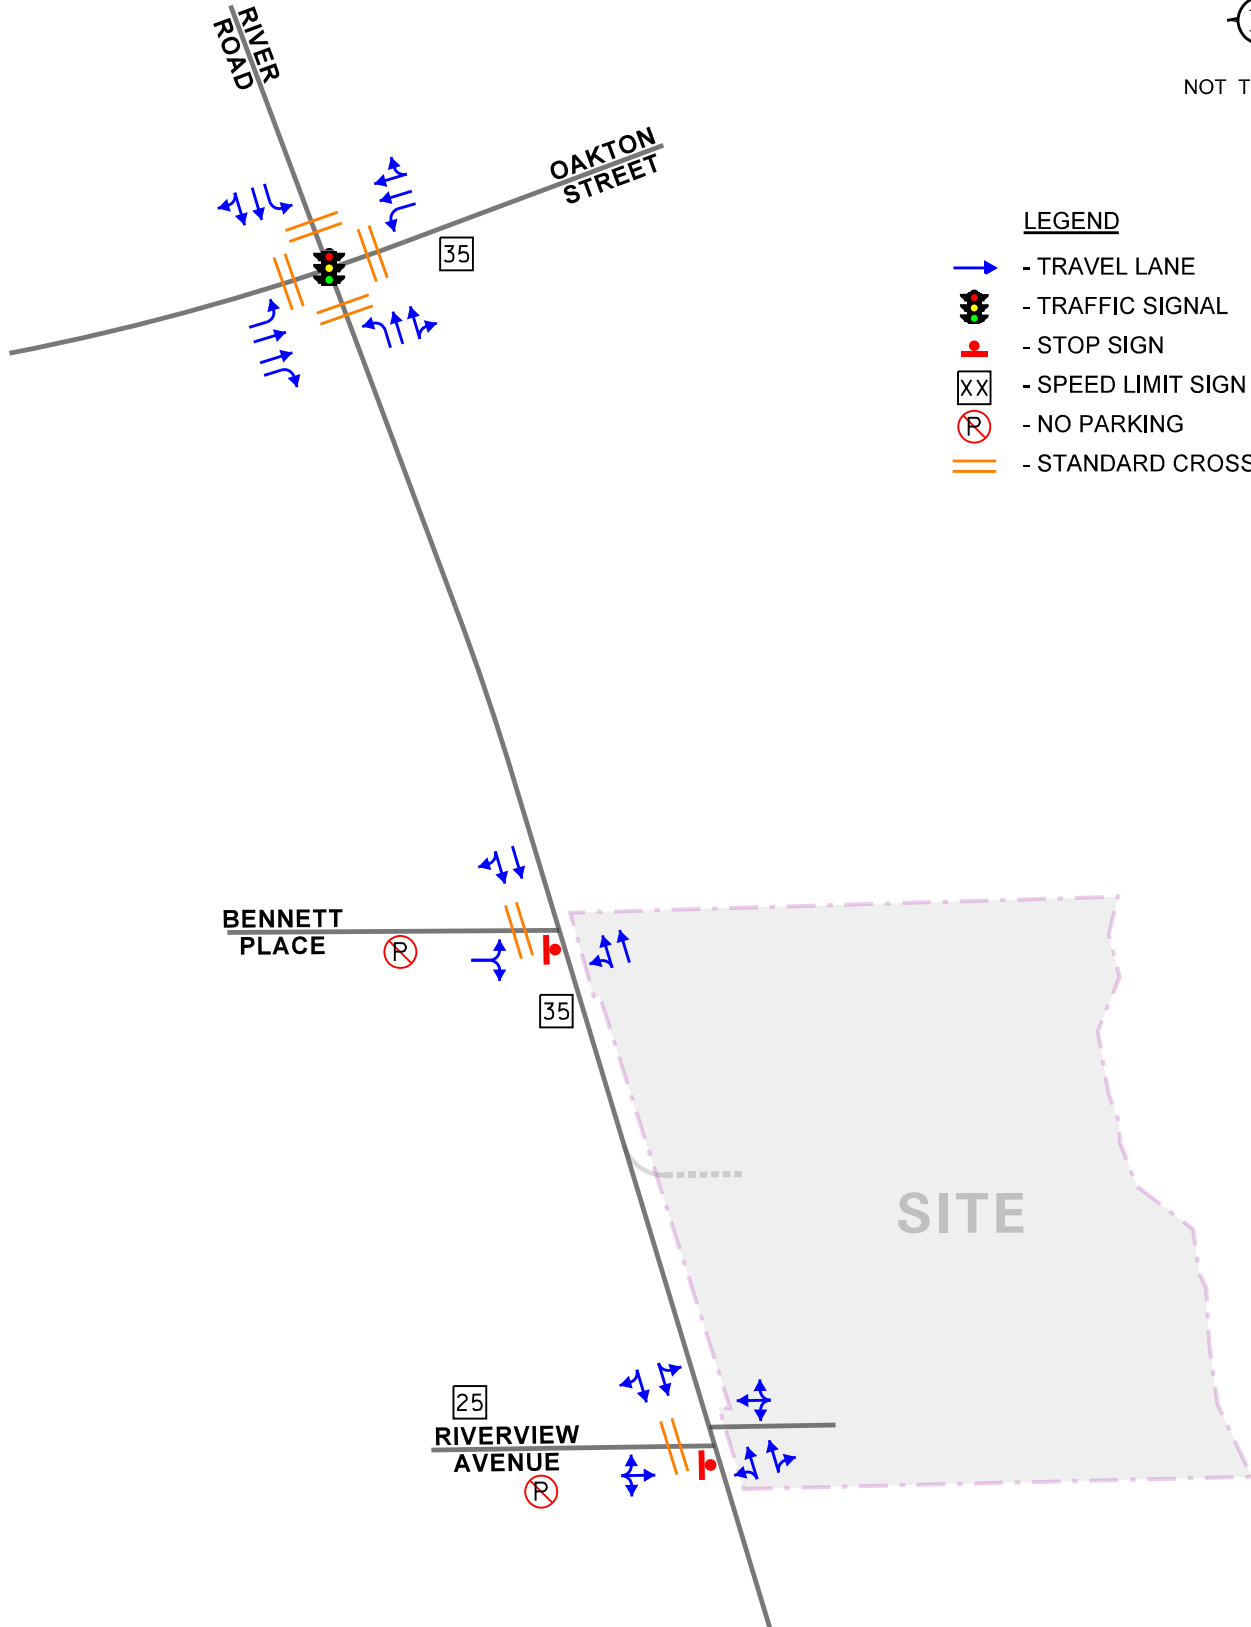 RIVER
ROAD
NOT
OAKTON
STREET
35
LEGEND
- TRAVEL LANE
- TRAFFIC SIGNAL
- STOP SIGN
XX - SPEED LIMIT SIGN
P - NO PARKING
- STANDARD
BENNETT
PLACE
P
35
SITE
25
RIVERVIEW
AVENUE
P